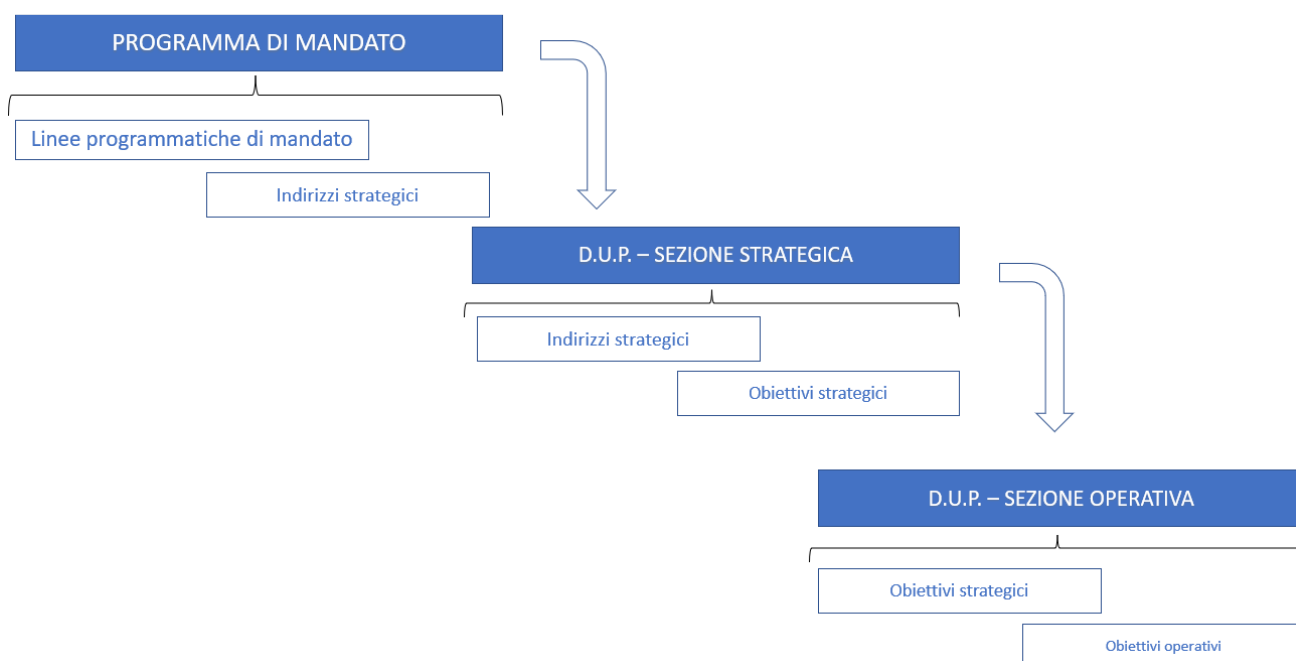 PROGRAMMA DI MANDATO
Linee programmatiche di mandato
Indirizzi strategici
D.U.P. – SEZIONE STRATEGICA
Indirizzi strategici
Obiettivi strategici
D.U.P. – SEZIONE OPERATIVA
Obiettivi strategici
Obiettivi operativi